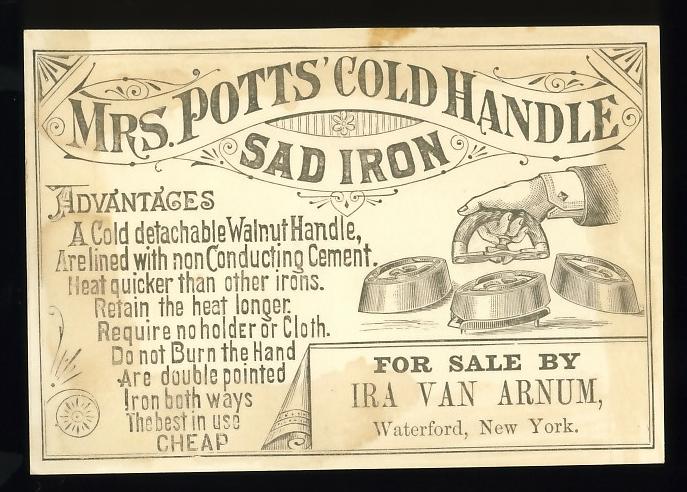 MRS. POTTS' COLD HANDLE
SAD IRON
ADVANTAGES
A Cold detachable Walnut Handle,
Are lined with non Conducting Cement.
Heat quicker than other irons.
Retain the heat longer.
Require no holder or Cloth.
Do not Burn the Hand
Are double pointed
Iron both ways
The best in use
CHEAP
FOR SALE BY
IRA VAN ARNUM,
Waterford, New York.